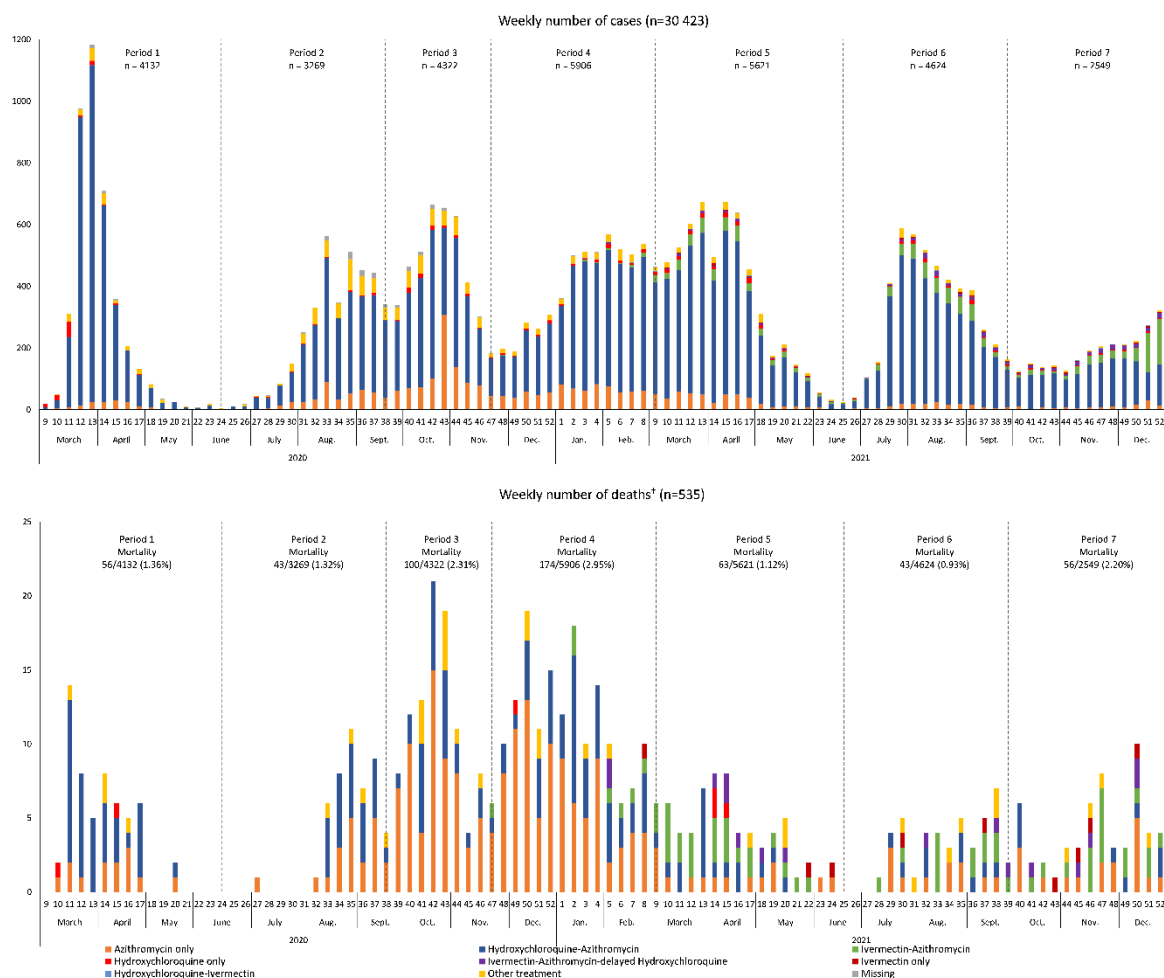 Weekly number of cases (n=30 423)
1200
1000
800
600
400
200
0
Period 1
n = 4132
Period 2
n = 3269
Period 3
n = 4322
Period 4
n = 5906
Period 5
n = 5621
Period 6
n = 4624
Period 7
n = 2549
9 10 11 12 13 14 15 16 17 18 19 20 21 22 23 24 25 26 27 28 29 30 31 32 33 34 35 36 37 38 39 40 41 42 43 44 45 46 47 48 49 50 51 52 1 2 3 4 5 6 7 8 9 10 11 12 13 14 15 16 17 18 19 20 21 22 23 24 25 26 27 28 29 30 31 32 33 34 35 36 37 38 39 40 41 42 43 44 45 46 47 48 49 50 51 52
March April May June July Aug. Sept. Oct. Nov. Dec. Jan. Feb. March April May June July Aug. Sept. Oct. Nov. Dec.
2020 2021
Weekly number of deaths† (n=535)
25
20
15
10
5
0
Period 1
Mortality
56/4132 (1.36%)
Period 2
Mortality
43/3269 (1.32%)
Period 3
Mortality
100/4322 (2.31%)
Period 4
Mortality
174/5906 (2.95%)
Period 5
Mortality
63/5621 (1.12%)
Period 6
Mortality
43/4624 (0.93%)
Period 7
Mortality
56/2549 (2.20%)
9 10 11 12 13 14 15 16 17 18 19 20 21 22 23 24 25 26 27 28 29 30 31 32 33 34 35 36 37 38 39 40 41 42 43 44 45 46 47 48 49 50 51 52 1 2 3 4 5 6 7 8 9 10 11 12 13 14 15 16 17 18 19 20 21 22 23 24 25 26 27 28 29 30 31 32 33 34 35 36 37 38 39 40 41 42 43 44 45 46 47 48 49 50 51 52
March April May June July Aug. Sept. Oct. Nov. Dec. Jan. Feb. March April May June July Aug. Sept. Oct. Nov. Dec.
2020 2021
Azithromycin only Hydroxychloroquine-Azithromycin Ivermectin-Azithromycin
Hydroxychloroquine only Ivermectin-Azithromycin-delayed Hydroxychloroquine Ivermectin only
Hydroxychloroquine-Ivermectin Other treatment Missing